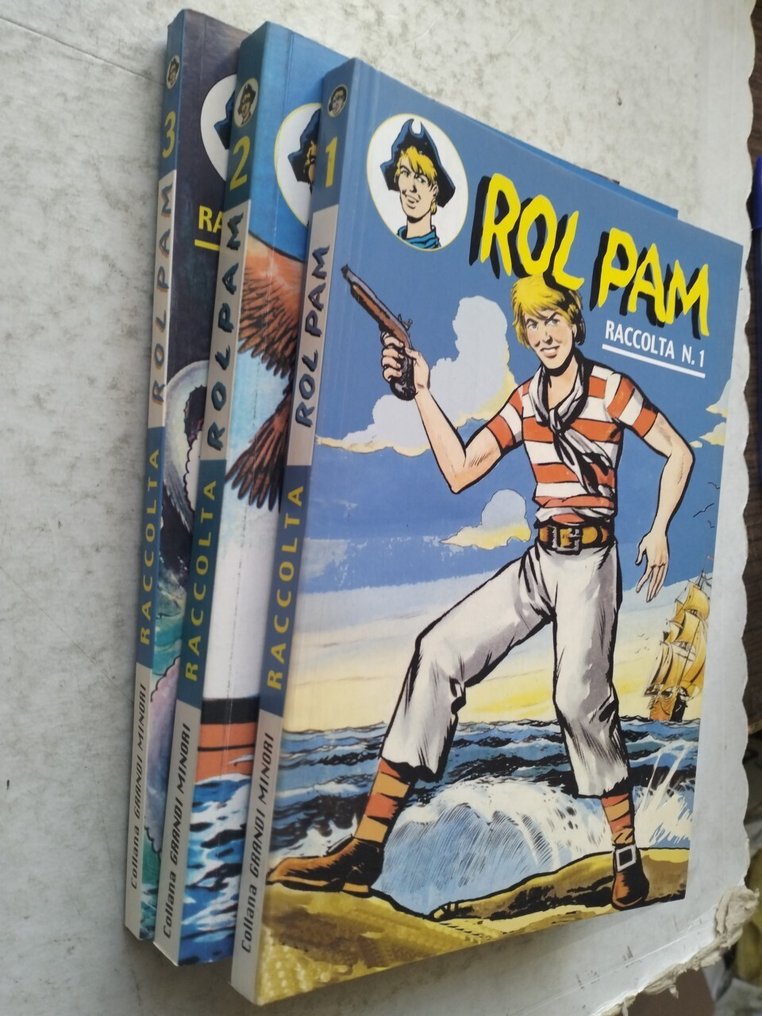 ROL PAM
RACCOLTA N.1
1
ROL PAM
RACCOLTA
Collana GRANDI MINORI
2
ROL PAM
RACCOLTA
Collana GRANDI MINORI
3
ROL PAM
RACCOLTA
Collana GRANDI MINORI
RA